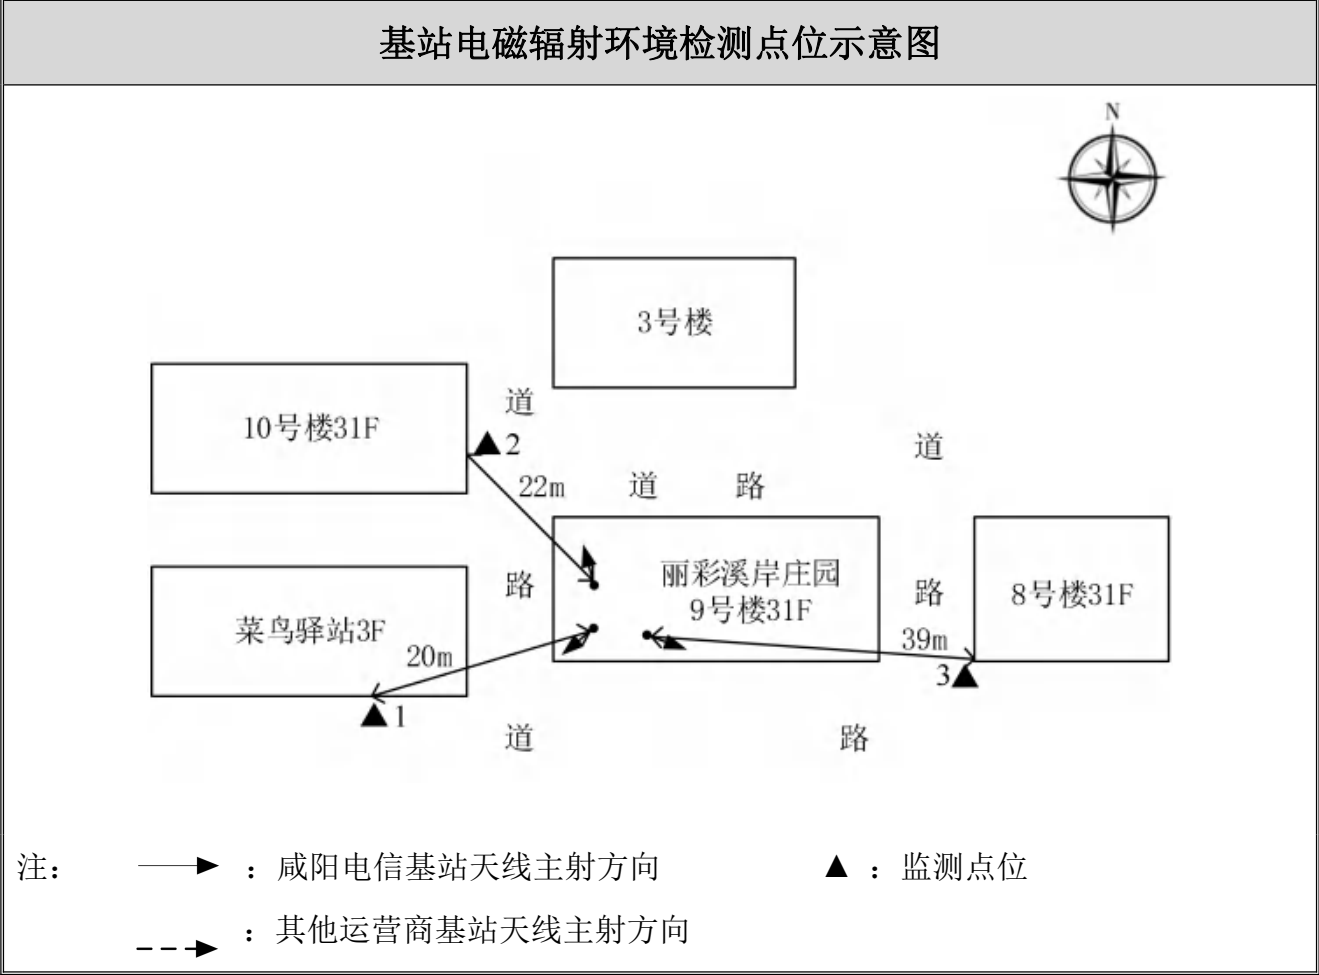 基站电磁辐射环境检测点位示意图
N
3号楼
10号楼31F
道
▲2
道
22m
道 路
丽彩溪岸庄园
9号楼31F
路
路
8号楼31F
菜鸟驿站3F
20m
39m
3▲
▲1
道 路
注： ：咸阳电信基站天线主射方向 ▲：监测点位
：其他运营商基站天线主射方向